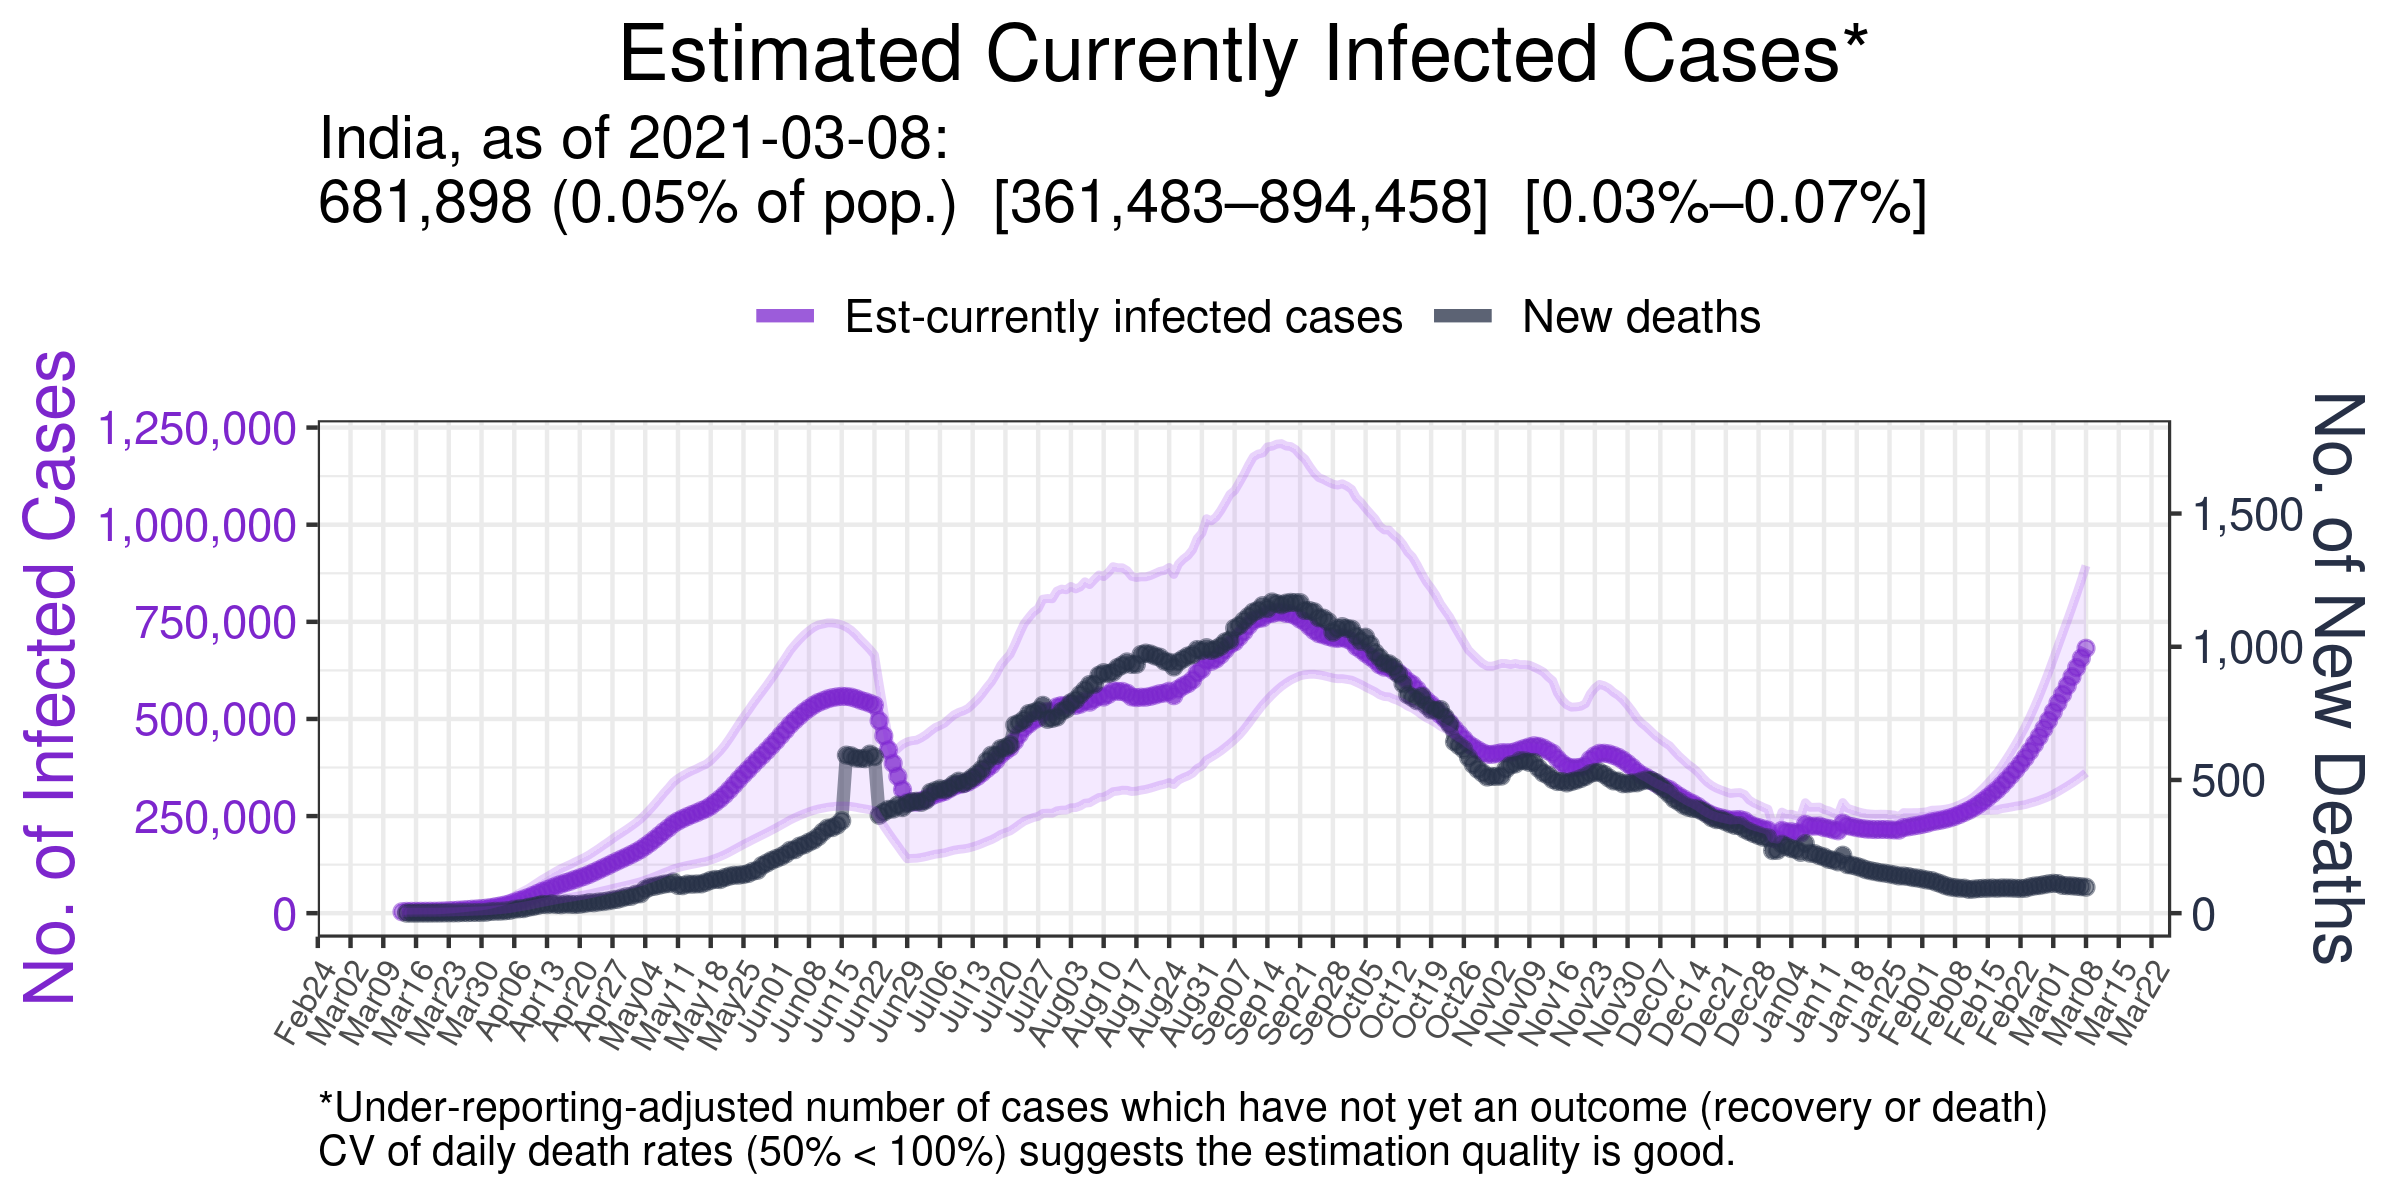 Estimated Currently Infected Cases*
India, as of 2021-03-08:
681,898 (0.05% of pop.)  [361,483–894,458]  [0.03%–0.07%]
Est-currently infected cases
New deaths
No. of Infected Cases
1,250,000
1,000,000
750,000
500,000
250,000
0
No. of New Deaths
1,500
1,000
500
0
Feb24
Mar02
Mar09
Mar16
Mar23
Mar30
Apr06
Apr13
Apr20
Apr27
May04
May11
May18
May25
Jun01
Jun08
Jun15
Jun22
Jun29
Jul06
Jul13
Jul20
Jul27
Aug03
Aug10
Aug17
Aug24
Aug31
Sep07
Sep14
Sep21
Sep28
Oct05
Oct12
Oct19
Oct26
Nov02
Nov09
Nov16
Nov23
Nov30
Dec07
Dec14
Dec21
Dec28
Jan04
Jan11
Jan18
Jan25
Feb01
Feb08
Feb15
Feb22
Mar01
Mar08
Mar15
Mar22
*Under-reporting-adjusted number of cases which have not yet an outcome (recovery or death)
CV of daily death rates (50% < 100%) suggests the estimation quality is good.